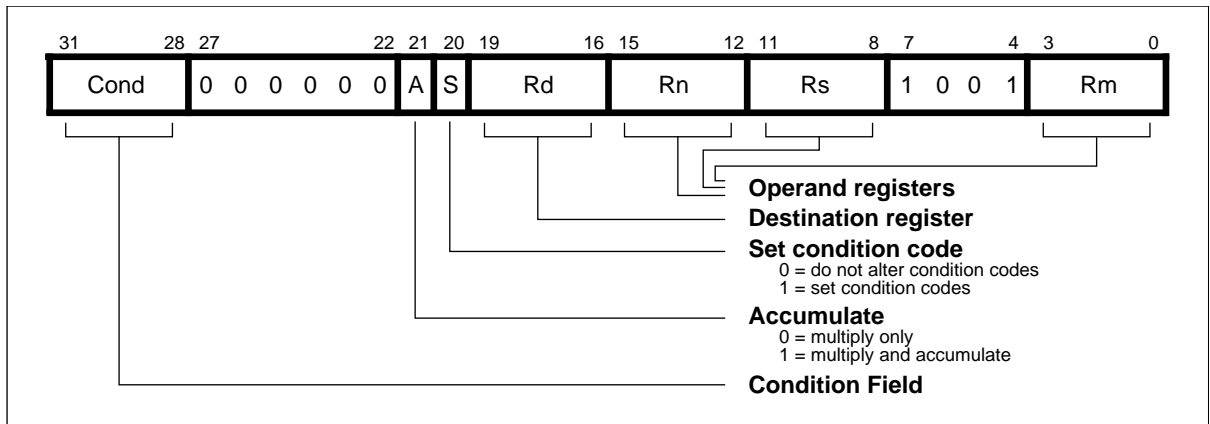 31 28 27 22 21 20 19 16 15 12 11 8 7 4 3 0
Cond 0 0 0 0 0 0 A S Rd Rn Rs 1 0 0 1 Rm
Operand registers
Destination register
Set condition code
0 = do not alter condition codes
1 = set condition codes
Accumulate
0 = multiply only
1 = multiply and accumulate
Condition Field